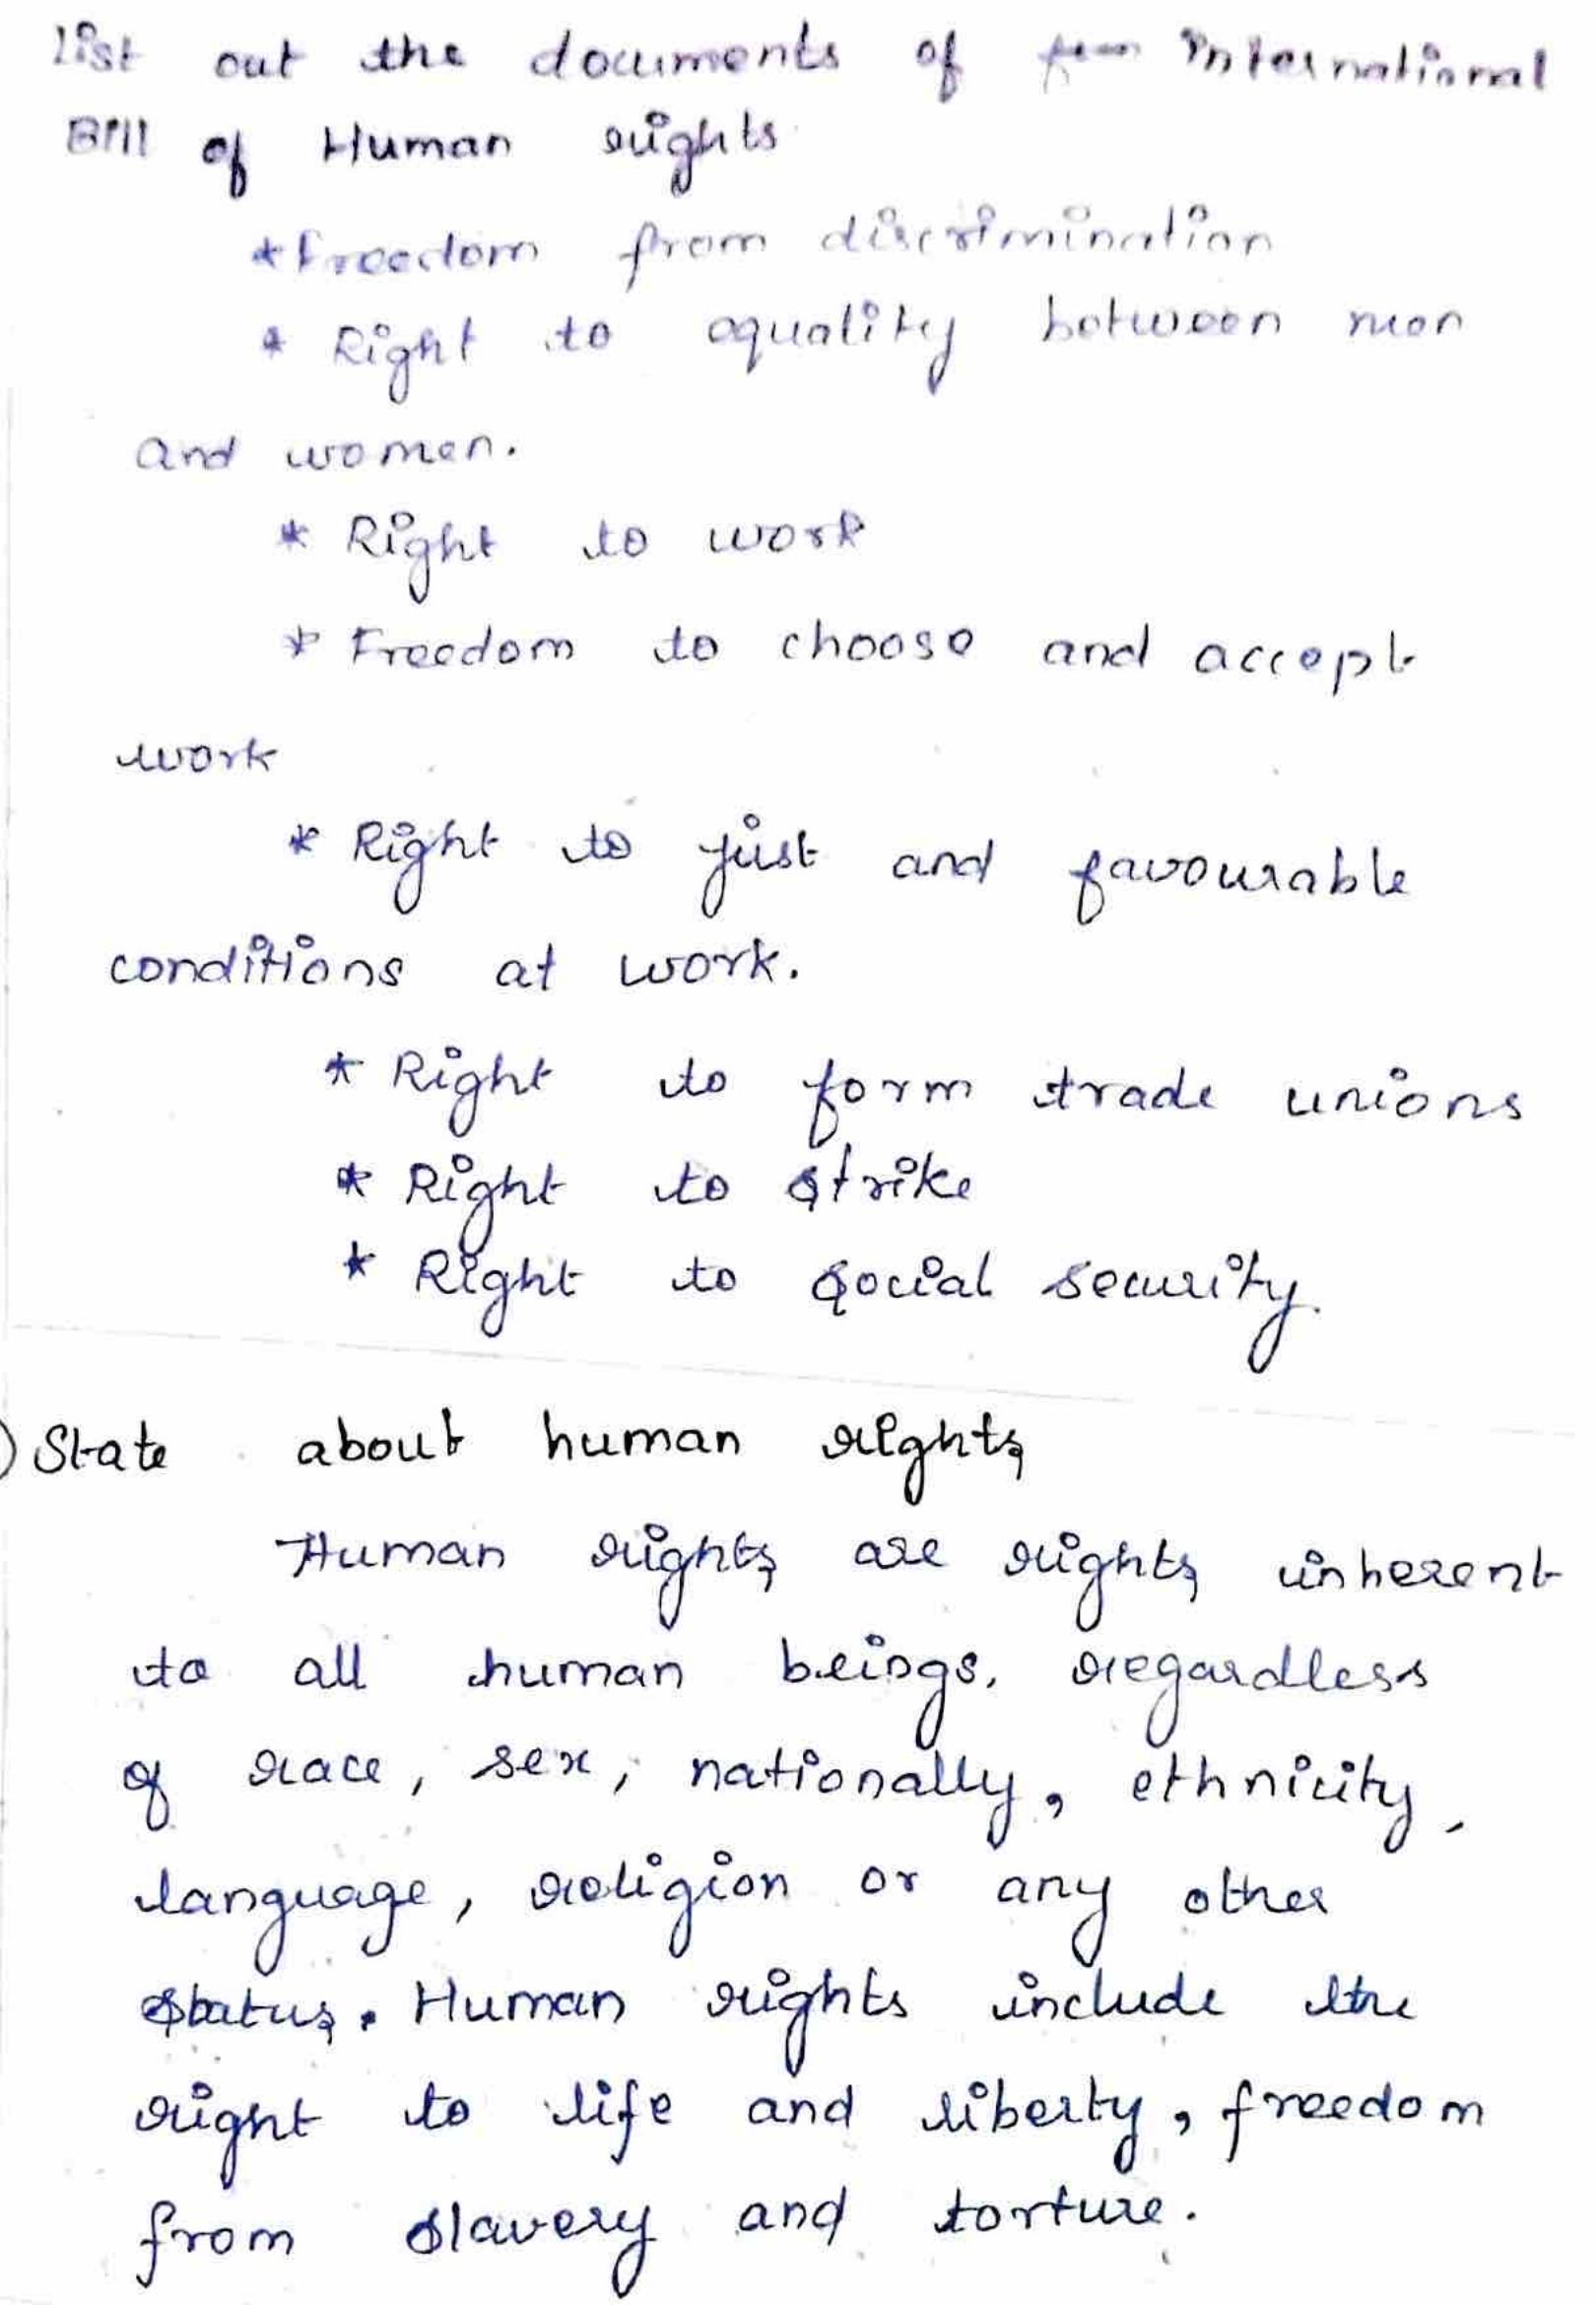 List out the documents of International
Bill of Human rights
* Freedom from discrimination
* Right to equality between men
and women.
* Right to work
* Freedom to choose and accept
work
* Right to just and favourable
conditions at work.
* Right to form trade unions
* Right to strike
* Right to social security.
) State about human rights
Human rights are rights inherent
to all human beings, regardless
of race, sex, nationally, ethnicity,
language, religion or any other
status. Human rights include the
right to life and liberty, freedom
from slavery and torture.